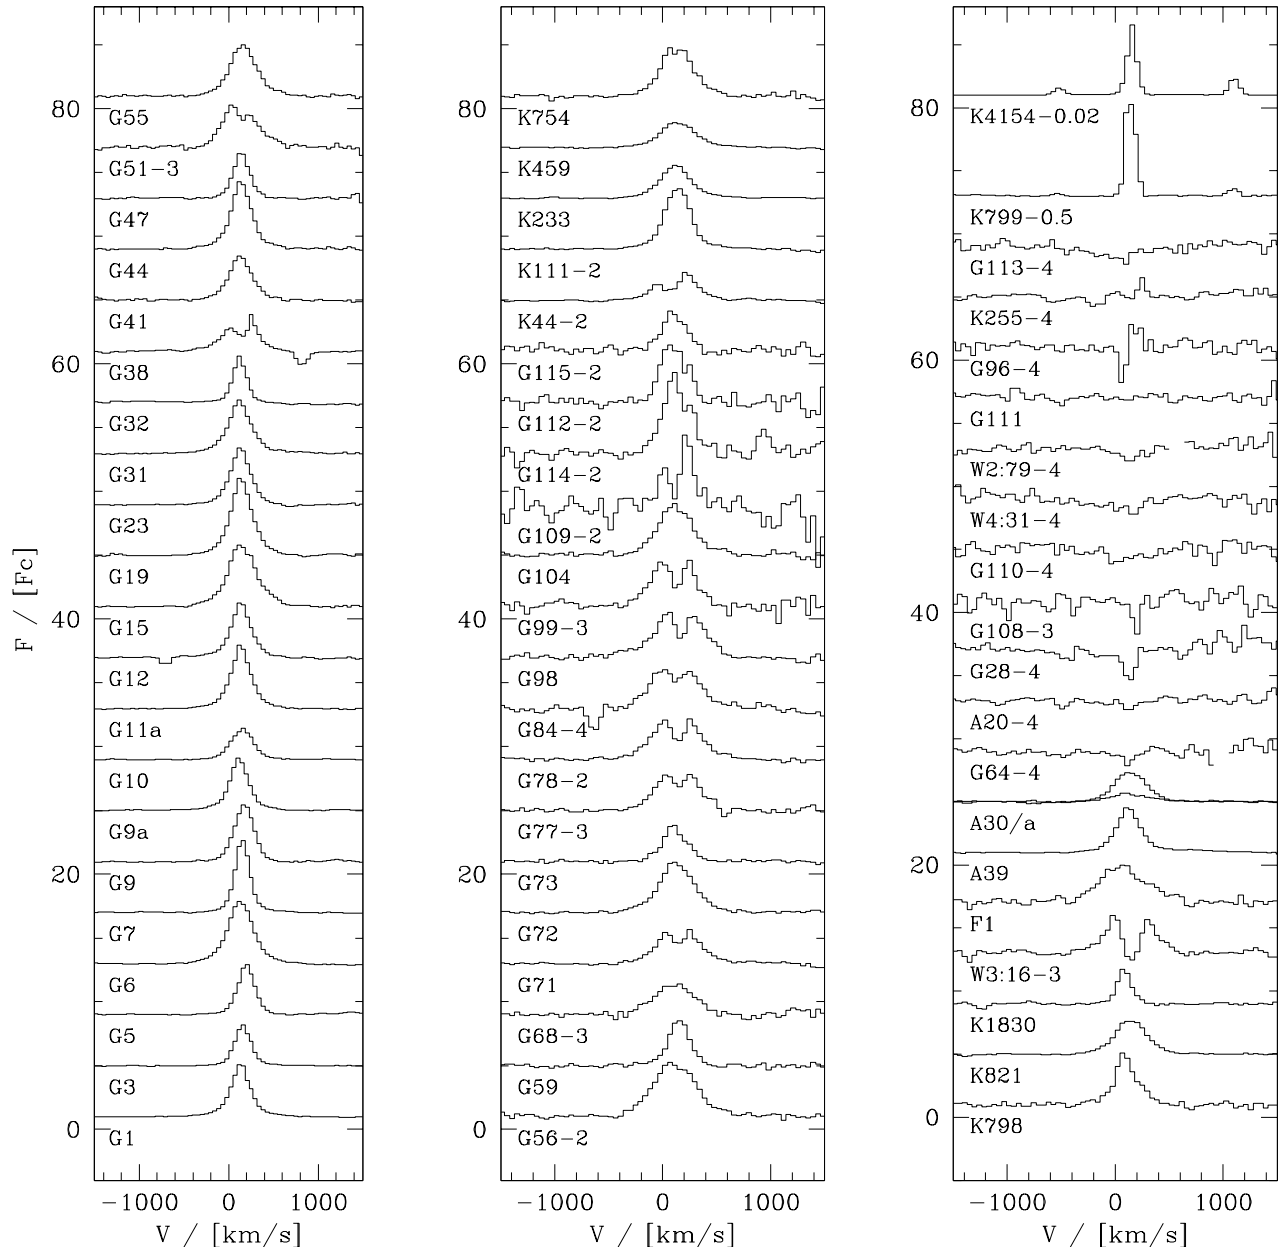 F / [Fc]
80
60
40
20
0
G55
G51-3
G47
G44
G41
G38
G32
G31
G23
G19
G15
G12
G11a
G10
G9a
G9
G7
G6
G5
G3
G1
-1000 0 1000
V / [km/s]
80
60
40
20
0
K754
K459
K233
K111-2
K44-2
G115-2
G112-2
G114-2
G109-2
G104
G99-3
G98
G84-4
G78-2
G77-3
G73
G72
G71
G68-3
G59
G56-2
-1000 0 1000
V / [km/s]
80
60
40
20
0
K4154-0.02
K799-0.5
G113-4
K255-4
G96-4
G111
W2:79-4
W4:31-4
G110-4
G108-3
G28-4
A20-4
G64-4
A30/a
A39
F1
W3:16-3
K1830
K821
K798
-1000 0 1000
V / [km/s]